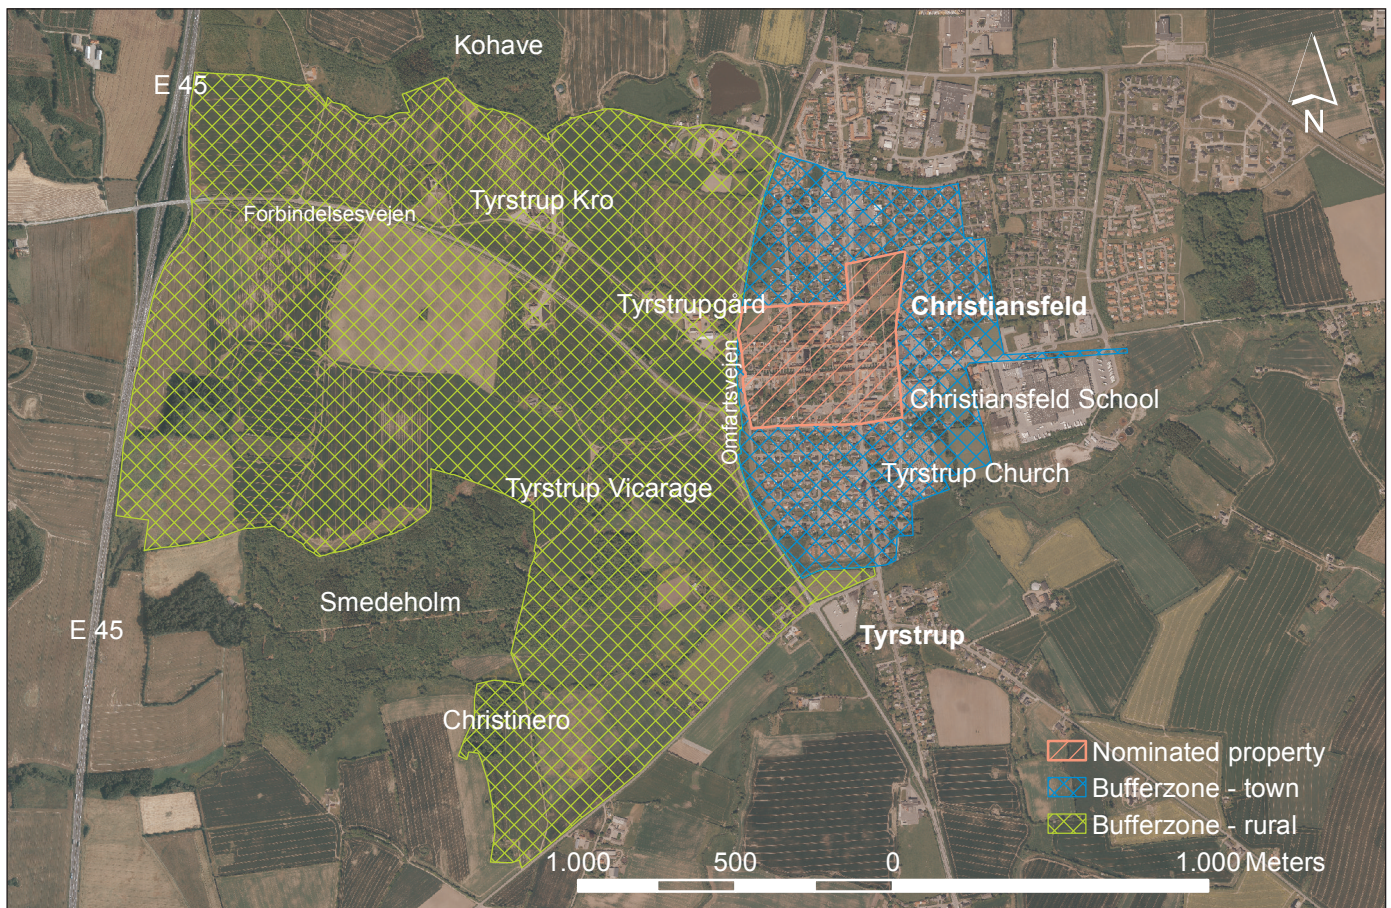 Kohave
E 45
N
Tyrstrup Kro
Forbindelsesvejen
Tyrstrupgård
Christiansfeld
Omfartsvejen
Christiansfeld School
Tyrstrup Church
Tyrstrup Vicarage
Smedeholm
E 45
Tyrstrup
Christinero
Nominated property
Bufferzone - town
Bufferzone - rural
1.000 500 0 1.000 Meters